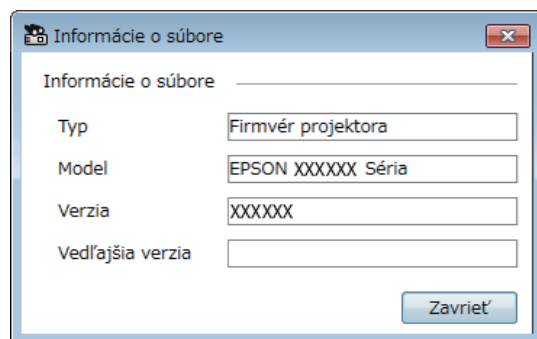 Informácie o súbore
Informácie o súbore
Typ Firmvér projektora
Model EPSON XXXXXX Séria
Verzia XXXXXX
Vedľajšia verzia
Zavrieť